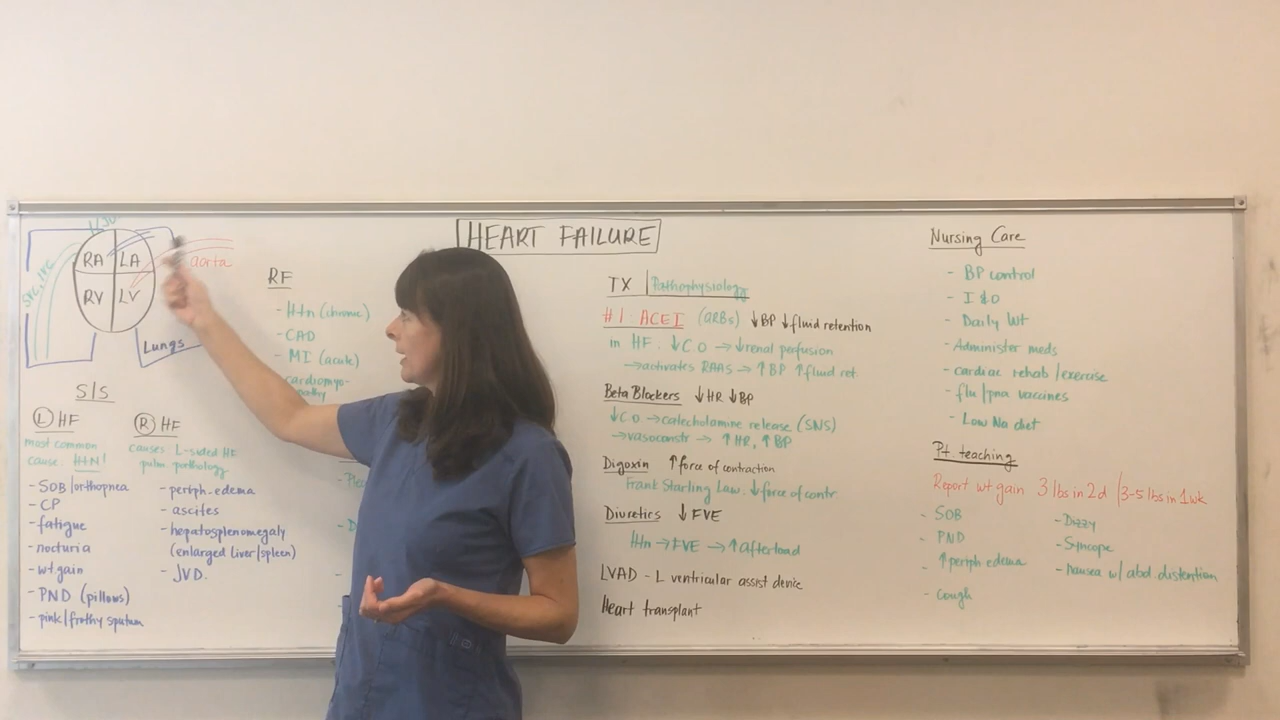 HEART FAILURE
SVC, IVC
RA LA
RV LV
aorta
Lungs
S/S
Ⓛ HF
most common
cause: HTN!
- SOB/orthopnea
- CP
- fatigue
- nocturia
- wt. gain
- PND (pillows)
- pink/frothy sputum
Ⓡ HF
causes: L-sided HF
pulm. pathology
- periph. edema
- ascites
- hepatosplenomegaly
(enlarged liver/spleen)
- JVD.
RF
- Htn (chronic)
- CAD
- MI (acute)
- cardiomyo-
pathy
TX | Pathophysiology
#1: ACEI (ARBs) ↓BP ↓fluid retention
in HF. ↓C.O → ↓renal perfusion
→activates RAAS → ↑BP ↑fluid ret.
Beta Blockers ↓HR ↓BP
↓C.O. → catecholamine release (SNS)
→vasoconstr → ↑HR, ↑BP
Digoxin ↑force of contraction
Frank Starling Law. ↓force of contr
Diuretics ↓FVE
Htn → FVE → ↑afterload
LVAD - L ventricular assist device
Heart transplant
Nursing Care
- BP control
- I&O
- Daily Wt
- Administer meds
- cardiac rehab/exercise
- flu/pna vaccines
- Low Na diet
Pt. teaching
Report wt gain 3 lbs in 2d / 3-5 lbs in 1wk
- SOB
- PND
- ↑periph edema
- Cough
- Dizzy
- Syncope
- Nausea w/ abd distention